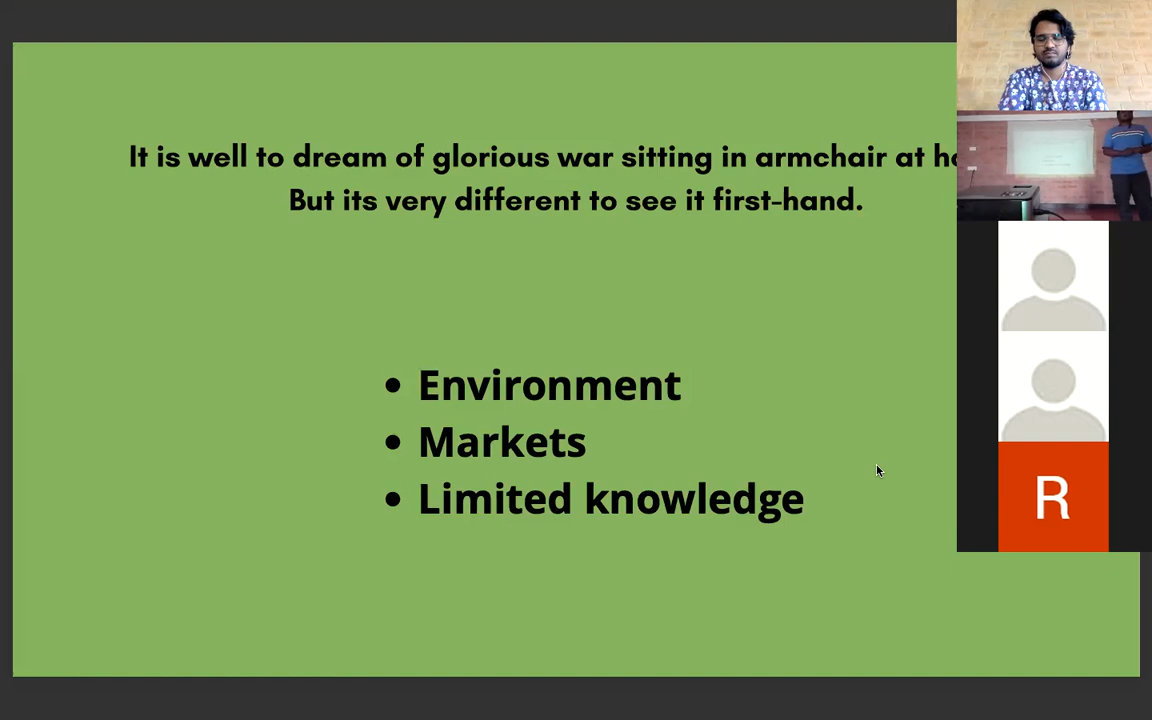 It is well to dream of glorious war sitting in armchair at
But its very different to see it first-hand.
• Environment
• Markets
• Limited knowledge
R